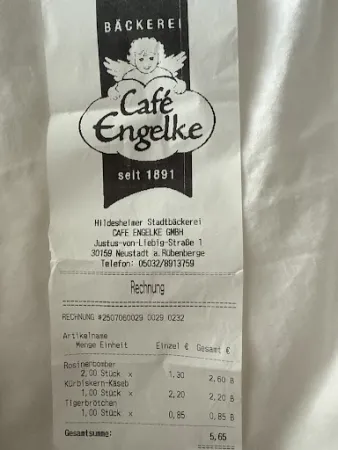 BÄCKEREI
Café
Engelke
seit 1891
Hildesheimer Stadtbäckerei
CAFE ENGELKE GMBH
Justus-von-Liebig-Straße 1
30159 Neustadt a.Rübenberge
Telefon: 05032/8913759
Rechnung
RECHNUNG #2507060029 0029 0232
Artikelname
Menge Einheit Einzel € Gesamt €
Rosinenbomber
2,00 Stück x 1,30 2,60 B
Kürbiskern-Käseb
1,00 Stück x 2,20 2,20 B
Tigerbrötchen
1,00 Stück x 0,85 0,85 B
Gesamtsumme: 5,65